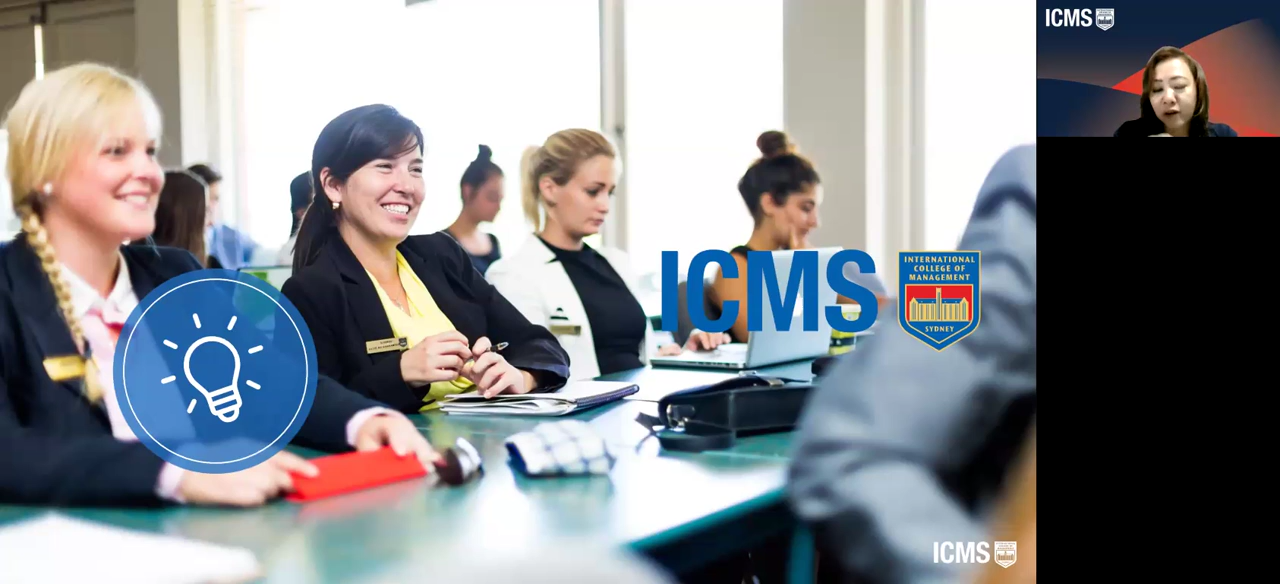 ICMS
INTERNATIONAL
COLLEGE OF
MANAGEMENT
SYDNEY
ICMS
ICMS